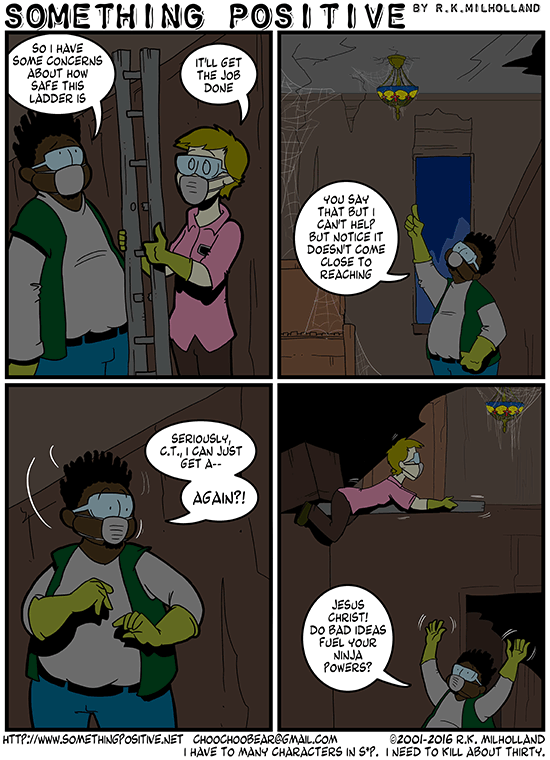 SOMETHING POSITIVE BY R.K.MILHOLLAND
SO I HAVE
SOME CONCERNS
ABOUT HOW
SAFE THIS
LADDER IS
IT'LL GET
THE JOB
DONE
YOU SAY
THAT BUT I
CAN'T HELP
BUT NOTICE IT
DOESN'T COME
CLOSE TO
REACHING
SERIOUSLY,
C.T., I CAN JUST
GET A--
AGAIN?!
JESUS
CHRIST!
DO BAD IDEAS
FUEL YOUR
NINJA
POWERS?
HTTP://WWW.SOMETHINGPOSITIVE.NET CHOOCHOOBEAR@GMAIL.COM ©2001-2016 R.K. MILHOLLAND
I HAVE TO MANY CHARACTERS IN S*P. I NEED TO KILL ABOUT THIRTY.